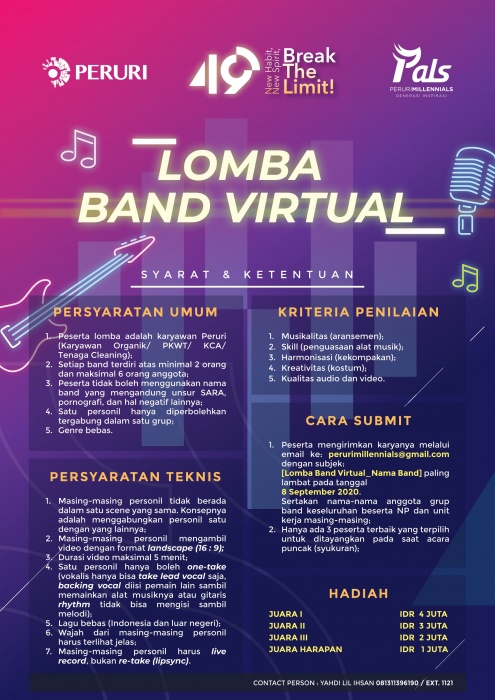 PERURI
49
New Habit,
New Spirit,
Break
The
Limit!
Pals
PERURIMILLENNIALS
GENERASI INSPIRASI
LOMBA
BAND VIRTUAL
SYARAT & KETENTUAN
PERSYARATAN UMUM
1. Peserta lomba adalah karyawan Peruri
(Karyawan Organik/ PKWT/ KCA/
Tenaga Cleaning);
2. Setiap band terdiri atas minimal 2 orang
dan maksimal 6 orang anggota;
3. Peserta tidak boleh menggunakan nama
band yang mengandung unsur SARA,
pornografi, dan hal negatif lainnya;
4. Satu personil hanya diperbolehkan
tergabung dalam satu grup;
5. Genre bebas.
PERSYARATAN TEKNIS
1. Masing-masing personil tidak berada
dalam satu scene yang sama. Konsepnya
adalah menggabungkan personil satu
dengan yang lainnya;
2. Masing-masing personil mengambil
video dengan format landscape (16 : 9);
3. Durasi video maksimal 5 menit;
4. Satu personil hanya boleh one-take
(vokalis hanya bisa take lead vocal saja,
backing vocal diisi pemain lain sambil
memainkan alat musiknya atau gitaris
rhythm tidak bisa mengisi sambil
melodi);
5. Lagu bebas (Indonesia dan luar negeri);
6. Wajah dari masing-masing personil
harus terlihat jelas;
7. Masing-masing personil harus live
record, bukan re-take (lipsync).
KRITERIA PENILAIAN
1. Musikalitas (aransemen);
2. Skill (penguasaan alat musik);
3. Harmonisasi (kekompakan);
4. Kreativitas (kostum);
5. Kualitas audio dan video.
CARA SUBMIT
1. Peserta mengirimkan karyanya melalui
email ke: perurimillennials@gmail.com
dengan subjek:
[Lomba Band Virtual_Nama Band] paling
lambat pada tanggal
8 September 2020.
Sertakan nama-nama anggota grup
band keseluruhan beserta NP dan unit
kerja masing-masing;
2. Hanya ada 3 peserta terbaik yang terpilih
untuk ditayangkan pada saat acara
puncak (syukuran);
HADIAH
JUARA I IDR 4 JUTA
JUARA II IDR 3 JUTA
JUARA III IDR 2 JUTA
JUARA HARAPAN IDR 1 JUTA
CONTACT PERSON : YAHDI LIL IHSAN 081311396190 / EXT. 1121